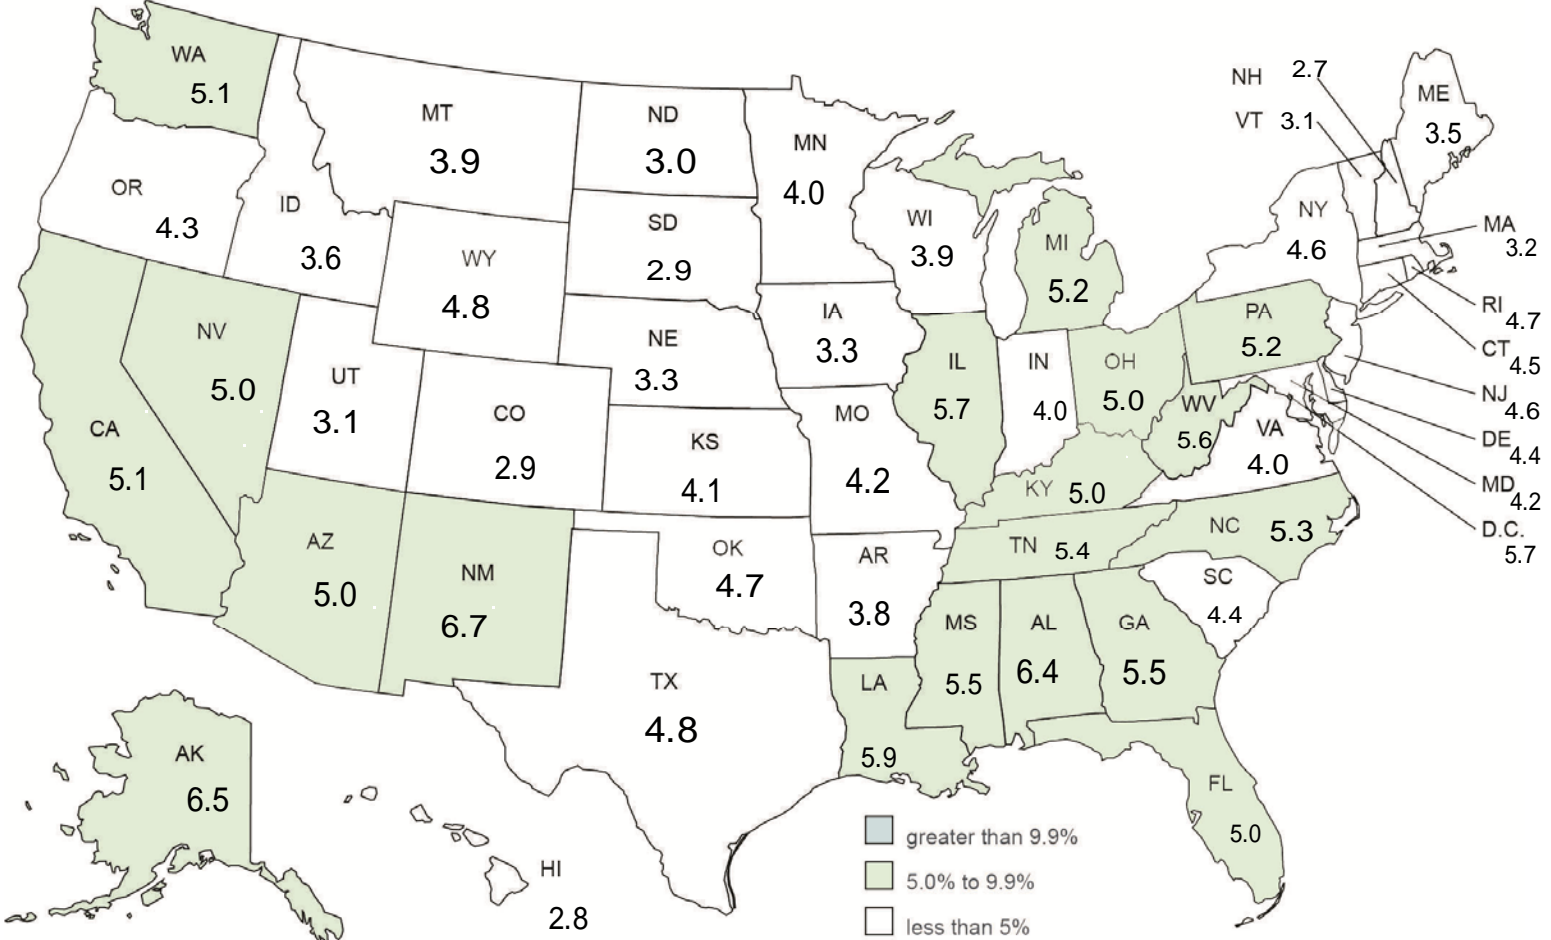 WA
5.1
MT
3.9
ND
3.0
MN
4.0
NH 2.7
VT 3.1
ME
3.5
OR
4.3
ID
3.6
WY
4.8
SD
2.9
WI
3.9
MI
5.2
NY
4.6
MA
3.2
RI
4.7
CT
4.5
NJ
4.6
DE
4.4
MD
4.2
D.C.
5.7
NV
5.0
UT
3.1
CO
2.9
NE
3.3
KS
4.1
IA
3.3
MO
4.2
IL
5.7
IN
4.0
OH
5.0
PA
5.2
WV
5.6
VA
4.0
CA
5.1
AZ
5.0
NM
6.7
OK
4.7
AR
3.8
KY 5.0
TN 5.4
NC 5.3
SC
4.4
MS
5.5
AL
6.4
GA
5.5
TX
4.8
LA
5.9
FL
5.0
AK
6.5
HI
2.8
greater than 9.9%
5.0% to 9.9%
less than 5%